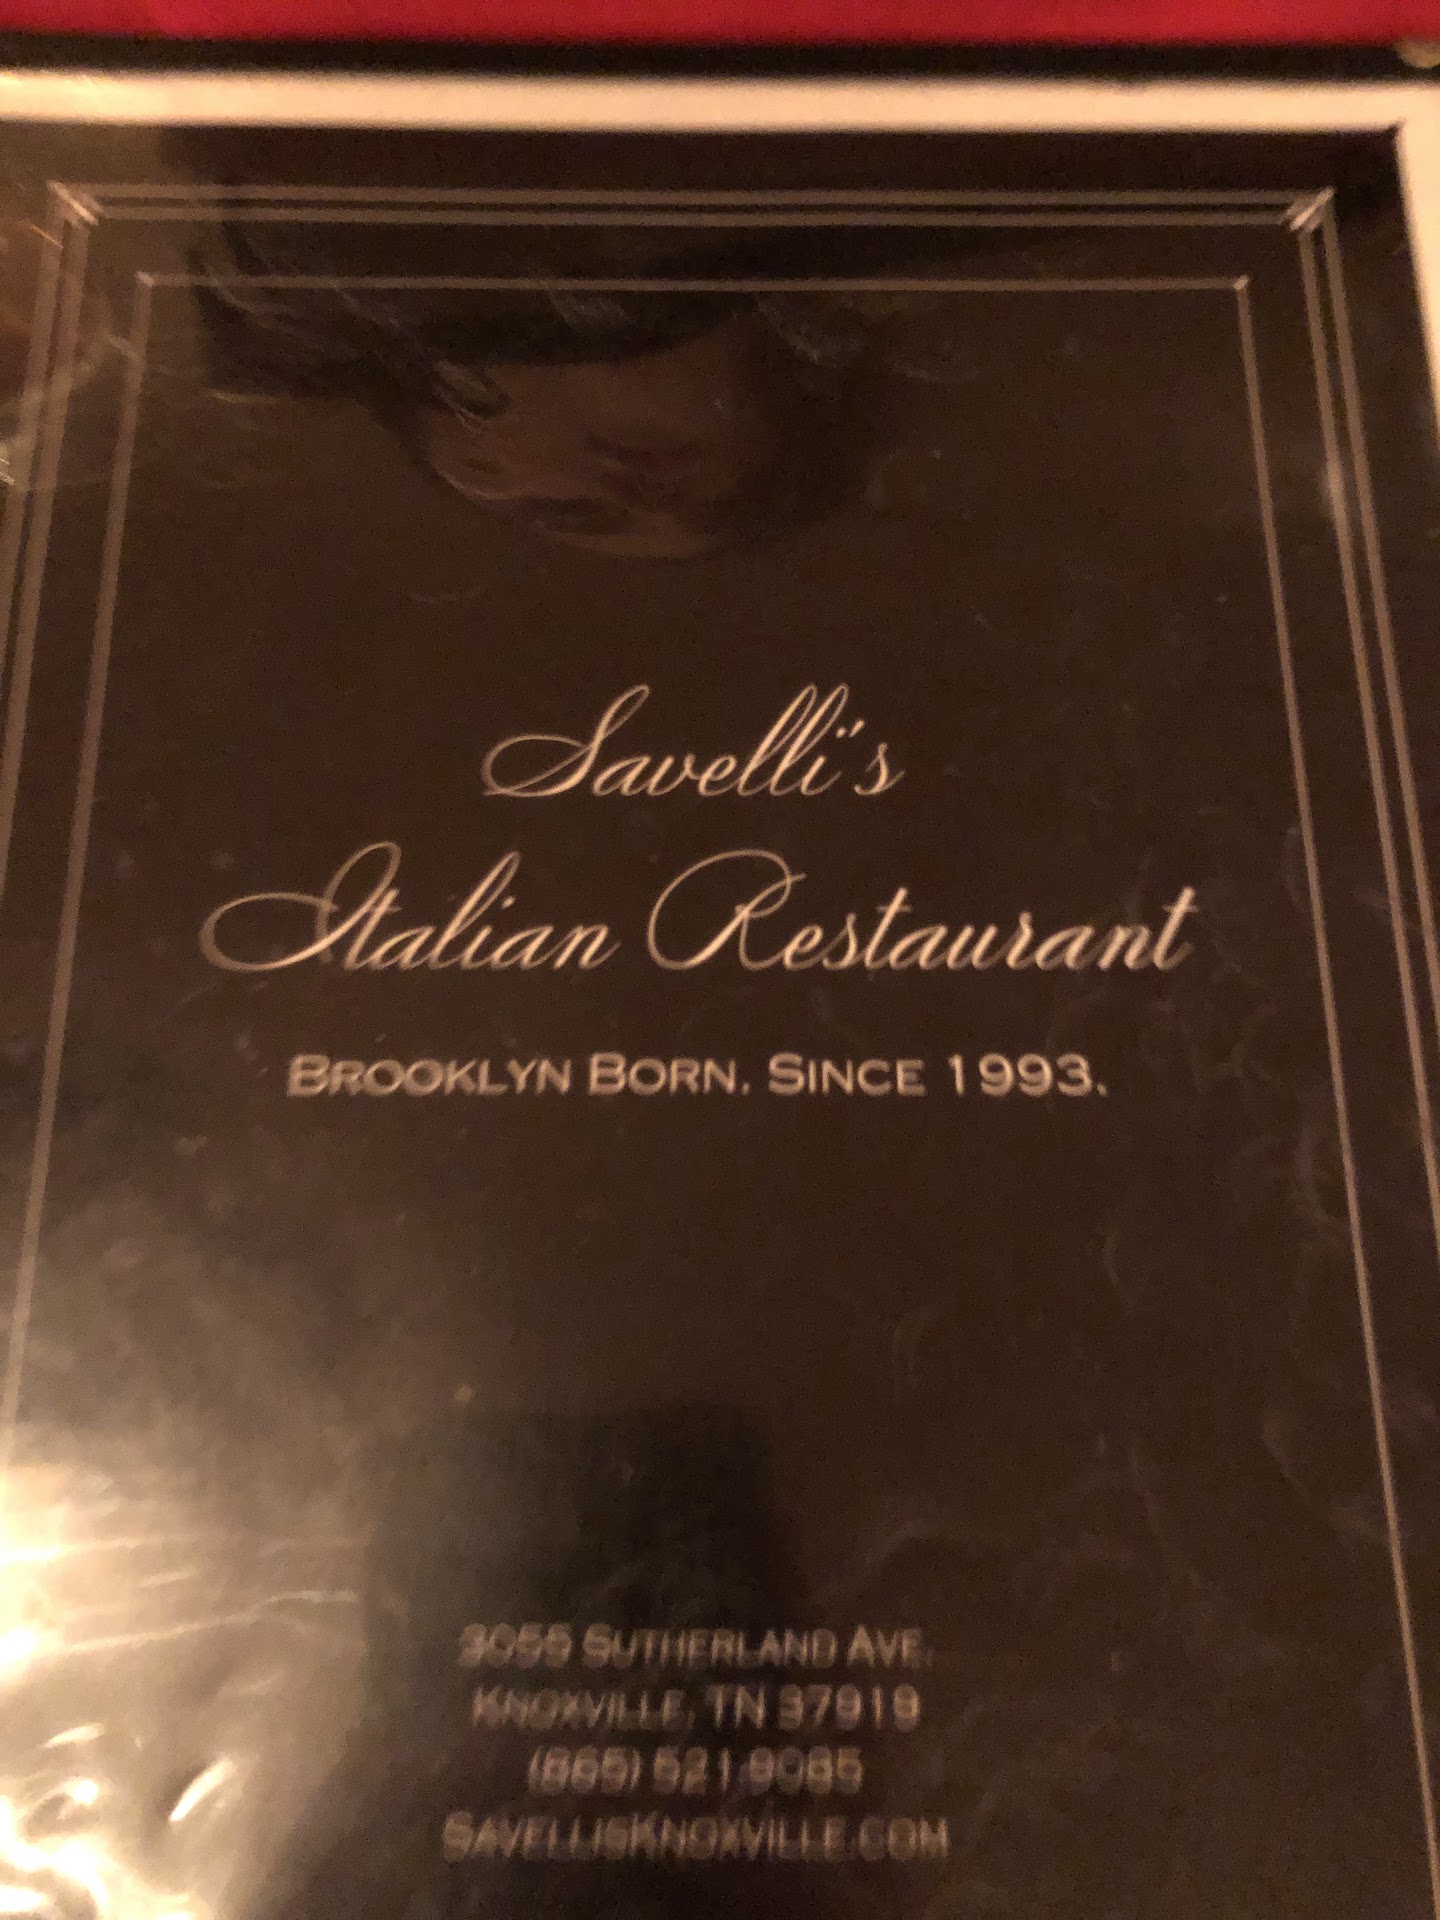 Savelli's
Italian Restaurant
BROOKLYN BORN. SINCE 1993.
3055 SUTHERLAND AVE.
KNOXVILLE, TN 37919
(865) 521-9085
SAVELLISKNOXVILLE.COM